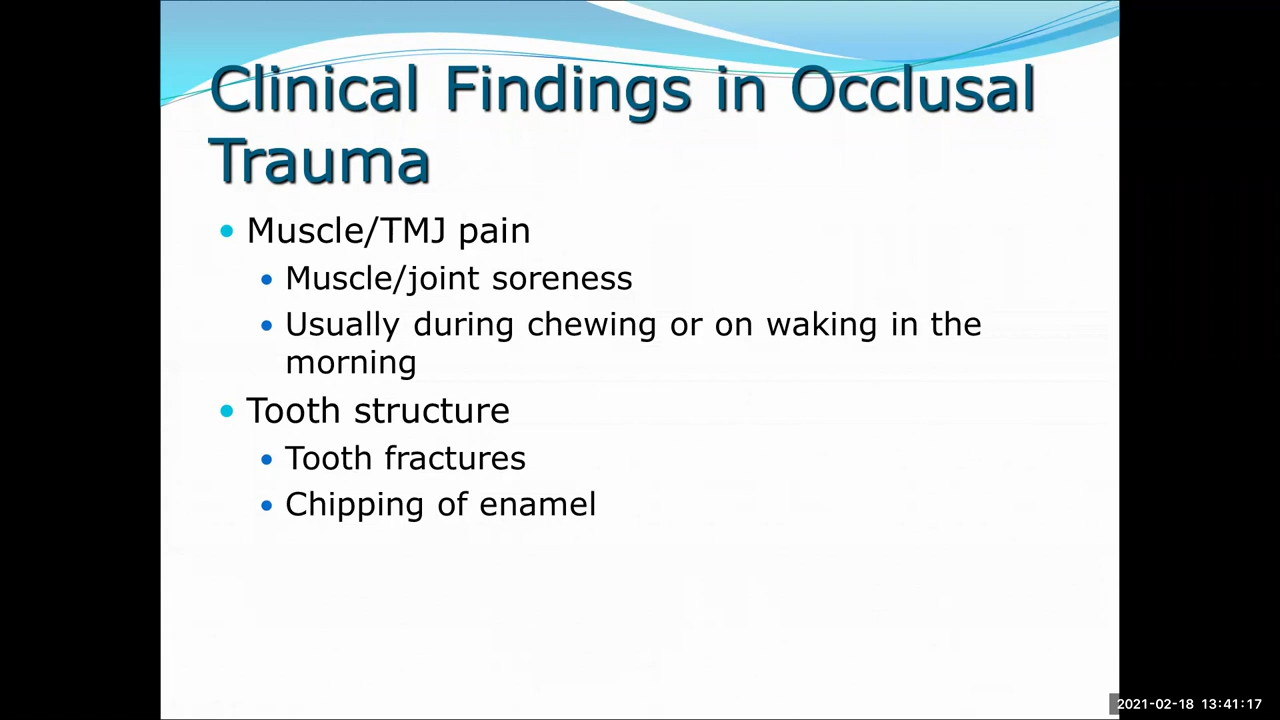 Clinical Findings in Occlusal
Trauma
• Muscle/TMJ pain
• Muscle/joint soreness
• Usually during chewing or on waking in the
morning
• Tooth structure
• Tooth fractures
• Chipping of enamel
2021-02-18 13:41:17